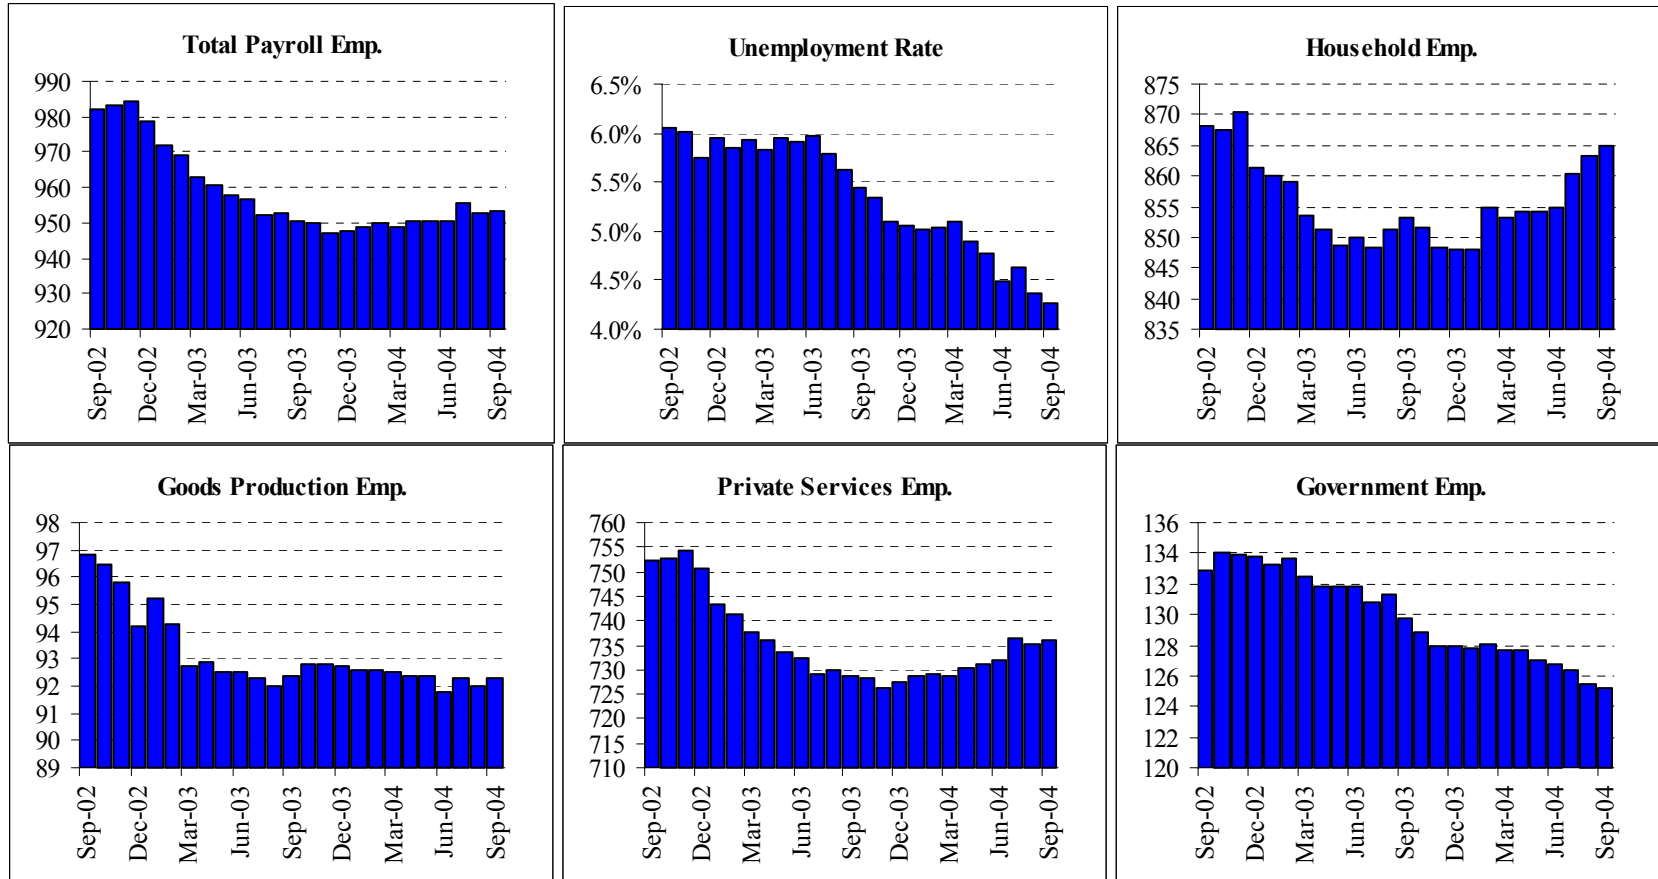 Total Payroll Emp.
990
980
970
960
950
940
930
920
Sep-02
Dec-02
Mar-03
Jun-03
Sep-03
Dec-03
Mar-04
Jun-04
Sep-04
Unemployment Rate
6.5%
6.0%
5.5%
5.0%
4.5%
4.0%
Sep-02
Dec-02
Mar-03
Jun-03
Sep-03
Dec-03
Mar-04
Jun-04
Sep-04
Household Emp.
875
870
865
860
855
850
845
840
835
Sep-02
Dec-02
Mar-03
Jun-03
Sep-03
Dec-03
Mar-04
Jun-04
Sep-04
Goods Production Emp.
98
97
96
95
94
93
92
91
90
89
Sep-02
Dec-02
Mar-03
Jun-03
Sep-03
Dec-03
Mar-04
Jun-04
Sep-04
Private Services Emp.
760
755
750
745
740
735
730
725
720
715
710
Sep-02
Dec-02
Mar-03
Jun-03
Sep-03
Dec-03
Mar-04
Jun-04
Sep-04
Government Emp.
136
134
132
130
128
126
124
122
120
Sep-02
Dec-02
Mar-03
Jun-03
Sep-03
Dec-03
Mar-04
Jun-04
Sep-04